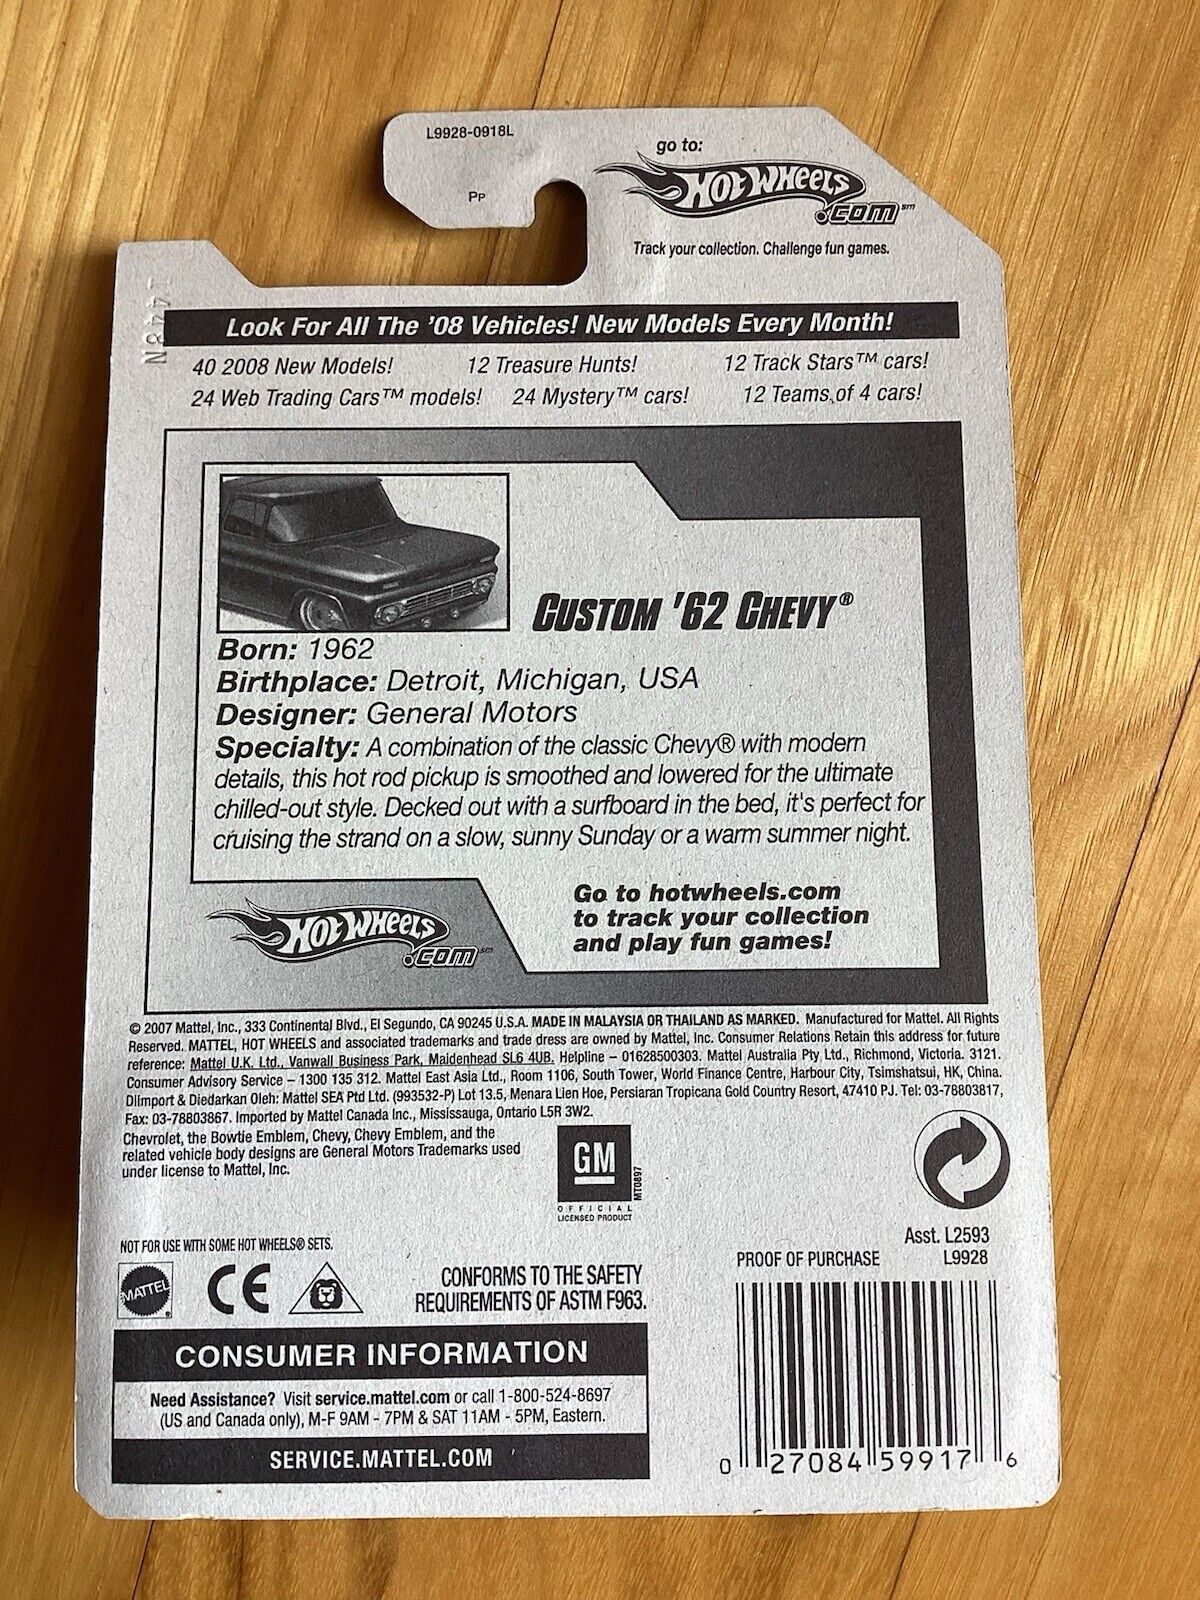 L9928-0918L
PP
go to:
HOT WHEELS
.COM℠
Track your collection. Challenge fun games.
Look For All The '08 Vehicles! New Models Every Month!
40 2008 New Models! 12 Treasure Hunts! 12 Track Stars™ cars!
24 Web Trading Cars™ models! 24 Mystery™ cars! 12 Teams of 4 cars!
CUSTOM '62 CHEVY®
Born: 1962
Birthplace: Detroit, Michigan, USA
Designer: General Motors
Specialty: A combination of the classic Chevy® with modern
details, this hot rod pickup is smoothed and lowered for the ultimate
chilled-out style. Decked out with a surfboard in the bed, it's perfect for
cruising the strand on a slow, sunny Sunday or a warm summer night.
HOT WHEELS
.COM℠
Go to hotwheels.com
to track your collection
and play fun games!
© 2007 Mattel, Inc., 333 Continental Blvd., El Segundo, CA 90245 U.S.A. MADE IN MALAYSIA OR THAILAND AS MARKED. Manufactured for Mattel. All Rights
Reserved. MATTEL, HOT WHEELS and associated trademarks and trade dress are owned by Mattel, Inc. Consumer Relations Retain this address for future
reference: Mattel U.K. Ltd., Vanwall Business Park, Maidenhead SL6 4UB. Helpline – 01628500303. Mattel Australia Pty Ltd., Richmond, Victoria. 3121.
Consumer Advisory Service – 1300 135 312. Mattel East Asia Ltd., Room 1106, South Tower, World Finance Centre, Harbour City, Tsimshatsui, HK, China.
DiImport & Diedarkan Oleh: Mattel SEA Ptd Ltd. (993532-P) Lot 13.5, Menara Lien Hoe, Persiaran Tropicana Gold Country Resort, 47410 PJ. Tel: 03-78803817,
Fax: 03-78803867. Imported by Mattel Canada Inc., Mississauga, Ontario L5R 3W2.
Chevrolet, the Bowtie Emblem, Chevy, Chevy Emblem, and the
related vehicle body designs are General Motors Trademarks used
under license to Mattel, Inc.
GM
MT0897
OFFICIAL
LICENSED PRODUCT
NOT FOR USE WITH SOME HOT WHEELS® SETS.
MATTEL
®
CE
CONFORMS TO THE SAFETY
REQUIREMENTS OF ASTM F963.
Asst. L2593
PROOF OF PURCHASE L9928
CONSUMER INFORMATION
Need Assistance? Visit service.mattel.com or call 1-800-524-8697
(US and Canada only), M-F 9AM - 7PM & SAT 11AM - 5PM, Eastern.
SERVICE.MATTEL.COM
0 27084 59917 6